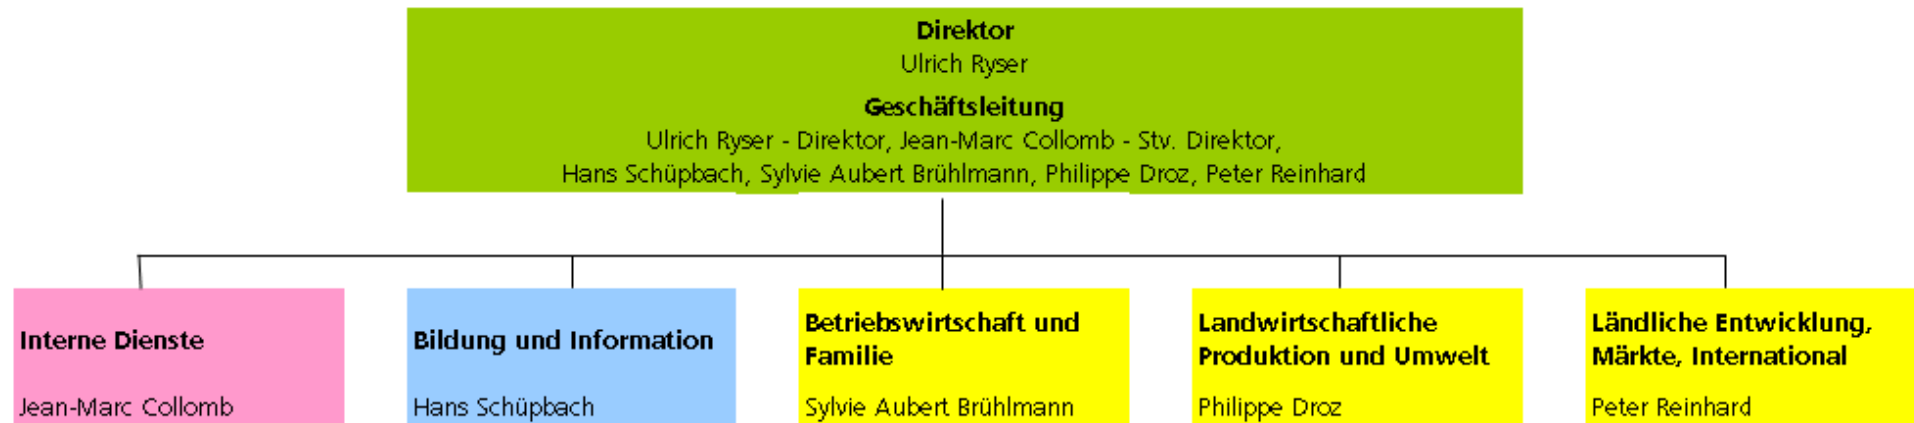 Direktor
Ulrich Ryser
Geschäftsleitung
Ulrich Ryser - Direktor, Jean-Marc Collomb - Stv. Direktor,
Hans Schüpbach, Sylvie Aubert Brühlmann, Philippe Droz, Peter Reinhard
Interne Dienste
Jean-Marc Collomb
Bildung und Information
Hans Schüpbach
Betriebswirtschaft und
Familie
Sylvie Aubert Brühlmann
Landwirtschaftliche
Produktion und Umwelt
Philippe Droz
Ländliche Entwicklung,
Märkte, International
Peter Reinhard